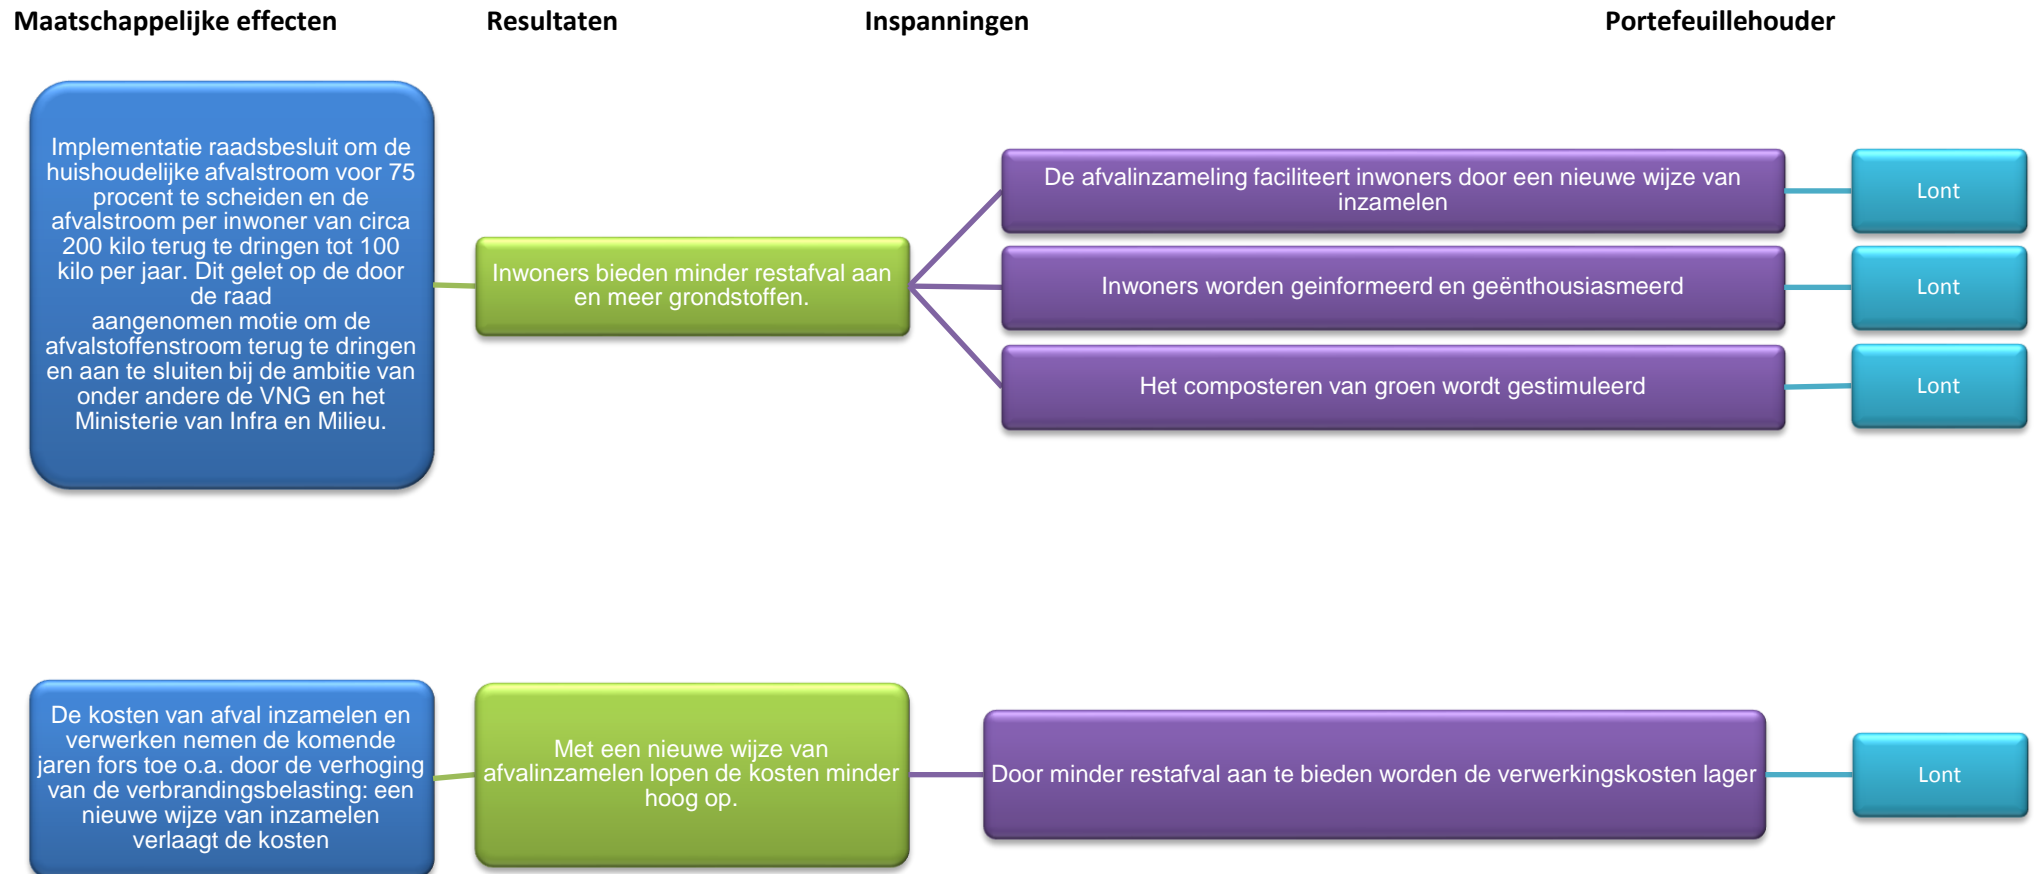 Maatschappelijke effecten
Resultaten
Inspanningen
Portefeuillehouder
Implementatie raadsbesluit om de
huishoudelijke afvalstroom voor 75
procent te scheiden en de
afvalstroom per inwoner van circa
200 kilo terug te dringen tot 100
kilo per jaar. Dit gelet op de door
de raad
aangenomen motie om de
afvalstoffenstroom terug te dringen
en aan te sluiten bij de ambitie van
onder andere de VNG en het
Ministerie van Infra en Milieu.
Inwoners bieden minder restafval aan
en meer grondstoffen.
De afvalinzameling faciliteert inwoners door een nieuwe wijze van
inzamelen
Lont
Inwoners worden geinformeerd en geënthousiasmeerd
Lont
Het composteren van groen wordt gestimuleerd
Lont
De kosten van afval inzamelen en
verwerken nemen de komende
jaren fors toe o.a. door de verhoging
van de verbrandingsbelasting: een
nieuwe wijze van inzamelen
verlaagt de kosten
Met een nieuwe wijze van
afvalinzamelen lopen de kosten minder
hoog op.
Door minder restafval aan te bieden worden de verwerkingskosten lager
Lont